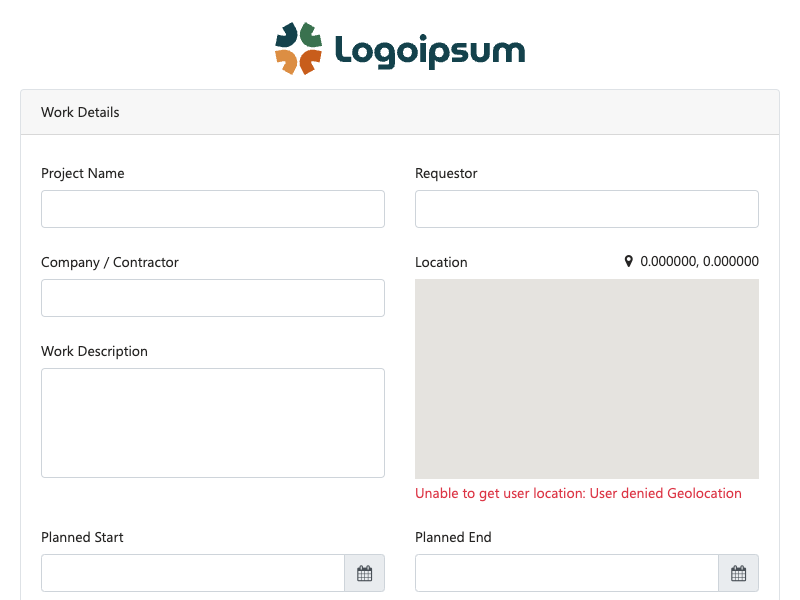 Logoipsum
Work Details
Project Name
Requestor
Company / Contractor
Location
0.000000, 0.000000
Work Description
Unable to get user location: User denied Geolocation
Planned Start
Planned End